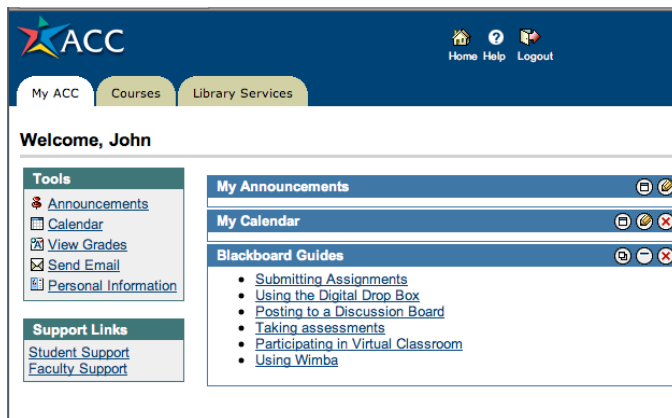 ACC
Home Help Logout
My ACC Courses Library Services
Welcome, John
Tools
Announcements
Calendar
View Grades
Send Email
Personal Information
Support Links
Student Support
Faculty Support
My Announcements
My Calendar
Blackboard Guides
Submitting Assignments
Using the Digital Drop Box
Posting to a Discussion Board
Taking assessments
Participating in Virtual Classroom
Using Wimba